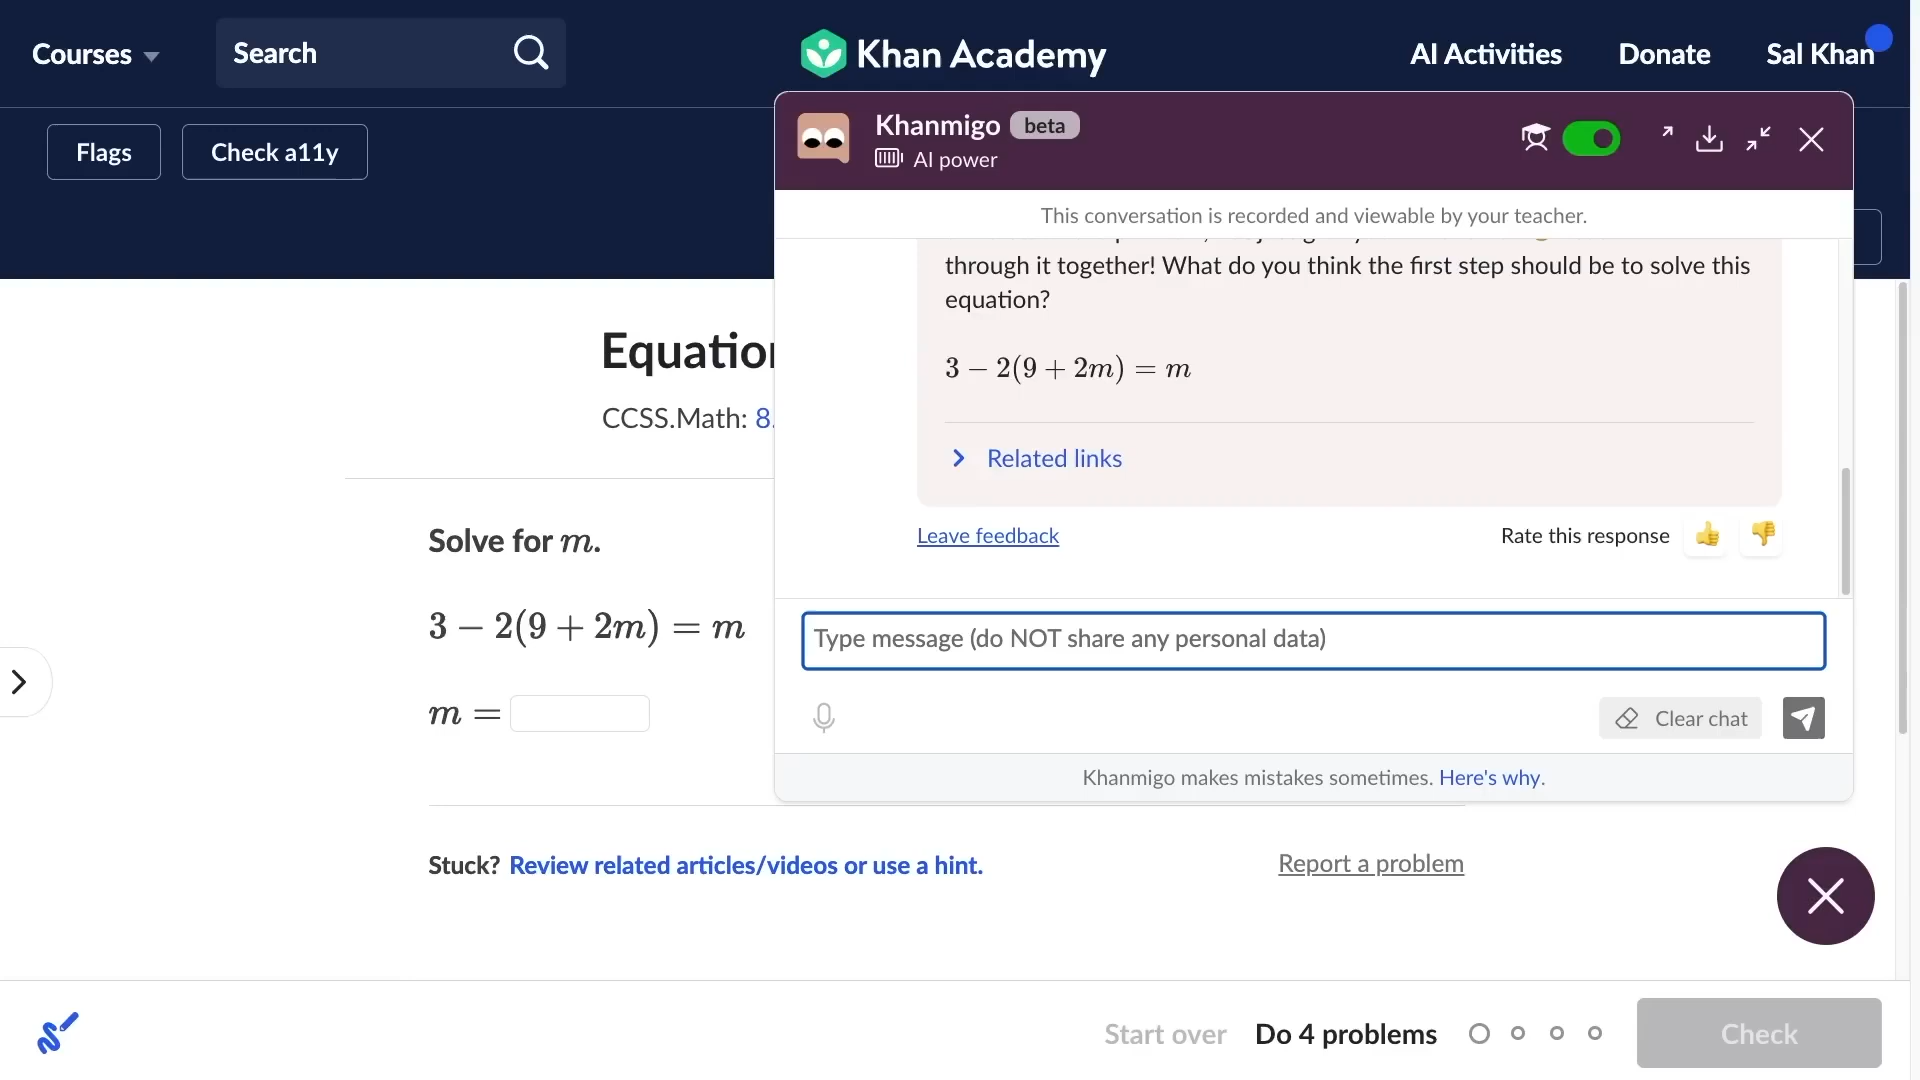 Courses
Search
Khan Academy
AI Activities
Donate
Sal Khan
Flags
Check a11y
Khanmigo beta
AI power
This conversation is recorded and viewable by your teacher.
through it together! What do you think the first step should be to solve this
equation?
3 − 2(9 + 2m) = m
Related links
Leave feedback
Rate this response
Type message (do NOT share any personal data)
Clear chat
Khanmigo makes mistakes sometimes. Here's why.
CCSS.Math: 8.
Solve for m.
3 − 2(9 + 2m) = m
m =
Stuck? Review related articles/videos or use a hint.
Report a problem
Start over
Do 4 problems
Check